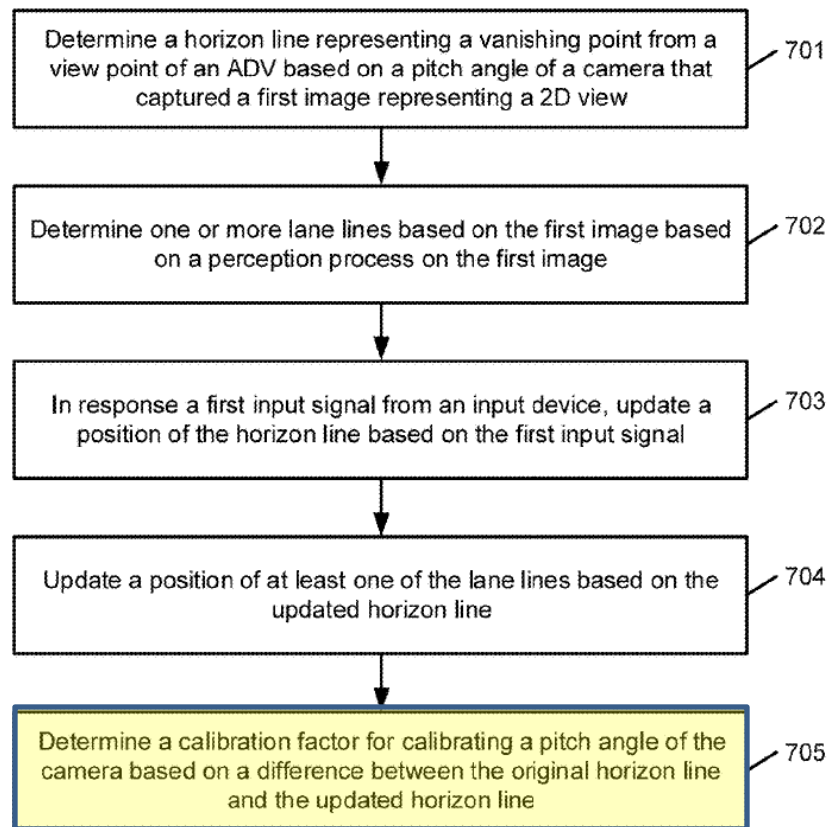 Determine a horizon line representing a vanishing point from a
view point of an ADV based on a pitch angle of a camera that
captured a first image representing a 2D view
701
Determine one or more lane lines based on the first image based
on a perception process on the first image
702
In response a first input signal from an input device, update a
position of the horizon line based on the first input signal
703
Update a position of at least one of the lane lines based on the
updated horizon line
704
Determine a calibration factor for calibrating a pitch angle of the
camera based on a difference between the original horizon line
and the updated horizon line
705